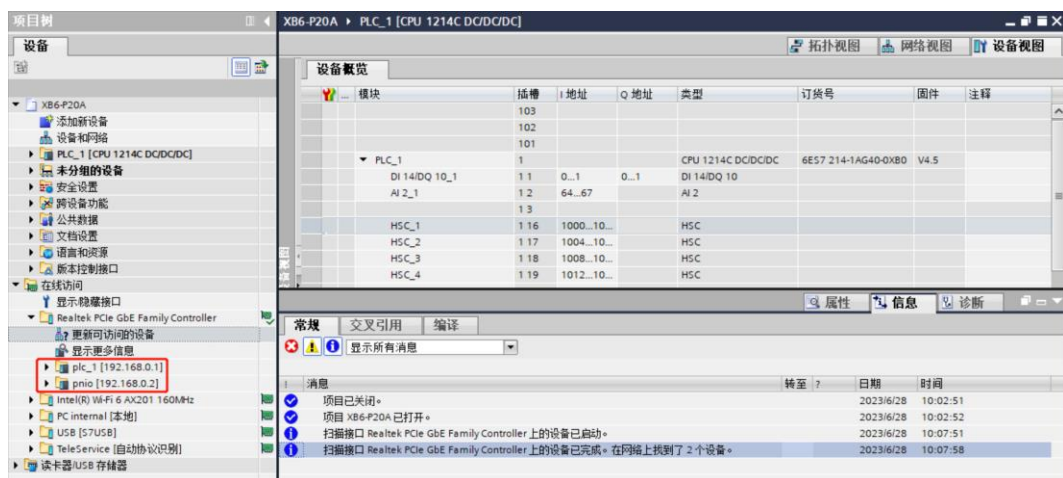 项目树
设备
XB6-P20A
添加新设备
设备和网络
PLC_1 [CPU 1214C DC/DC/DC]
未分组的设备
安全设置
跨设备功能
公共数据
文档设置
语言和资源
版本控制接口
在线访问
显示/隐藏接口
Realtek PCIe GbE Family Controller
更新可访问的设备
显示更多信息
plc_1 [192.168.0.1]
pnio [192.168.0.2]
Intel(R) Wi-Fi 6 AX201 160MHz
PC internal [本地]
USB [S7USB]
TeleService [自动协议识别]
读卡器/USB 存储器
XB6-P20A ▸ PLC_1 [CPU 1214C DC/DC/DC]
拓扑视图 网络视图 设备视图
设备概览
... 模块 插槽 I 地址 Q 地址 类型 订货号 固件 注释
103
102
101
PLC_1 1 CPU 1214C DC/DC/DC 6ES7 214-1AG40-0XB0 V4.5
DI 14/DQ 10_1 1 1 0...1 0...1 DI 14/DQ 10
AI 2_1 1 2 64...67 AI 2
1 3
HSC_1 1 16 1000...10... HSC
HSC_2 1 17 1004...10... HSC
HSC_3 1 18 1008...10... HSC
HSC_4 1 19 1012...10... HSC
属性 信息 诊断
常规 交叉引用 编译
显示所有消息
! 消息 转至 ? 日期 时间
项目已关闭。 2023/6/28 10:02:51
项目 XB6-P20A 已打开。 2023/6/28 10:02:52
扫描接口 Realtek PCIe GbE Family Controller 上的设备已启动。 2023/6/28 10:07:51
扫描接口 Realtek PCIe GbE Family Controller 上的设备已完成。在网络上找到了 2 个设备。 2023/6/28 10:07:58